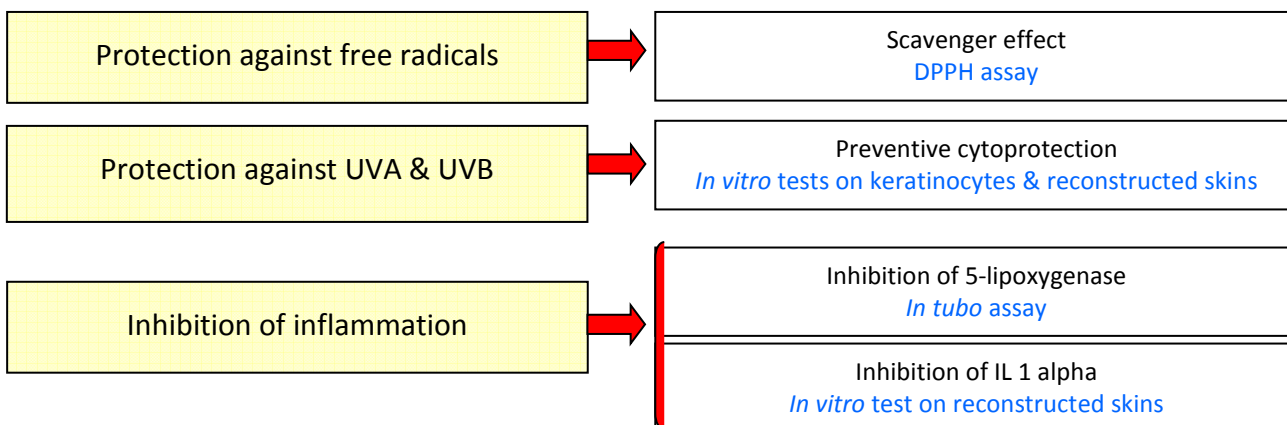 Protection against free radicals
Scavenger effect
DPPH assay
Protection against UVA & UVB
Preventive cytoprotection
In vitro tests on keratinocytes & reconstructed skins
Inhibition of inflammation
Inhibition of 5-lipoxygenase
In tubo assay
Inhibition of IL 1 alpha
In vitro test on reconstructed skins